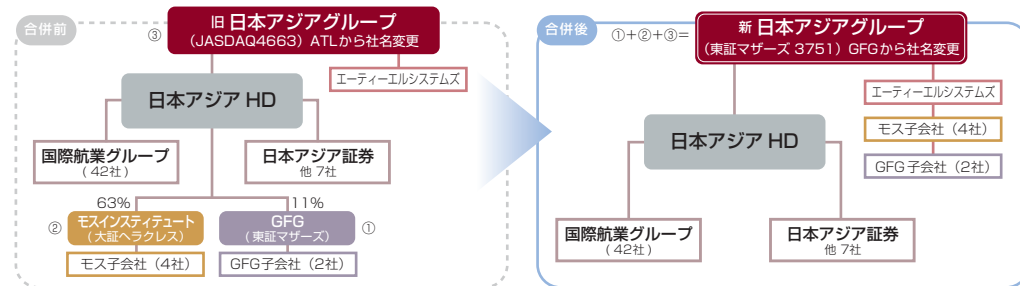 合併前
③
旧 日本アジアグループ
（JASDAQ4663）ATLから社名変更
エーティーエルシステムズ
日本アジア HD
国際航業グループ
( 42社 )
日本アジア証券
他 7社
63%
11%
②
モスインスティテュート
( 大証ヘラクレス )
GFG
( 東証マザーズ )
①
モス子会社（4社）
GFG子会社（2社）
合併後
①+②+③=
新 日本アジアグループ
（東証マザーズ 3751）GFGから社名変更
エーティーエルシステムズ
モス子会社（4社）
GFG 子会社（2社）
日本アジア HD
国際航業グループ
( 42社 )
日本アジア証券
他 7社